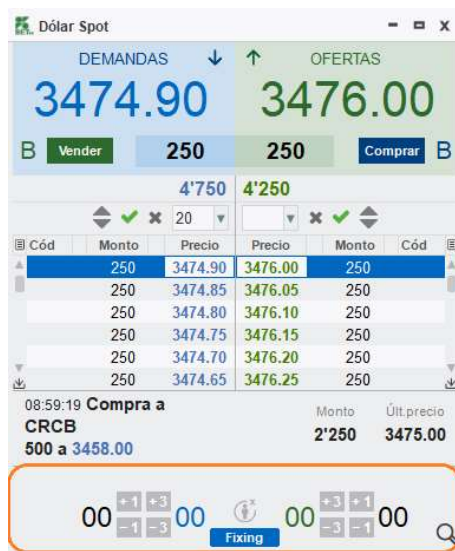 Dólar Spot
DEMANDAS OFERTAS
3474.90 3476.00
B Vender 250 250 Comprar B
4'750 4'250
20
Cód Monto Precio Precio Monto Cód
250 3474.90 3476.00 250
250 3474.85 3476.05 250
250 3474.80 3476.10 250
250 3474.75 3476.15 250
250 3474.70 3476.20 250
250 3474.65 3476.25 250
08:59:19 Compra a
CRCB
500 a 3458.00
Monto Últ.precio
2'250 3475.00
+1 +3 +3 +1
00 00 00 00
-1 -3 -3 -1
Fixing